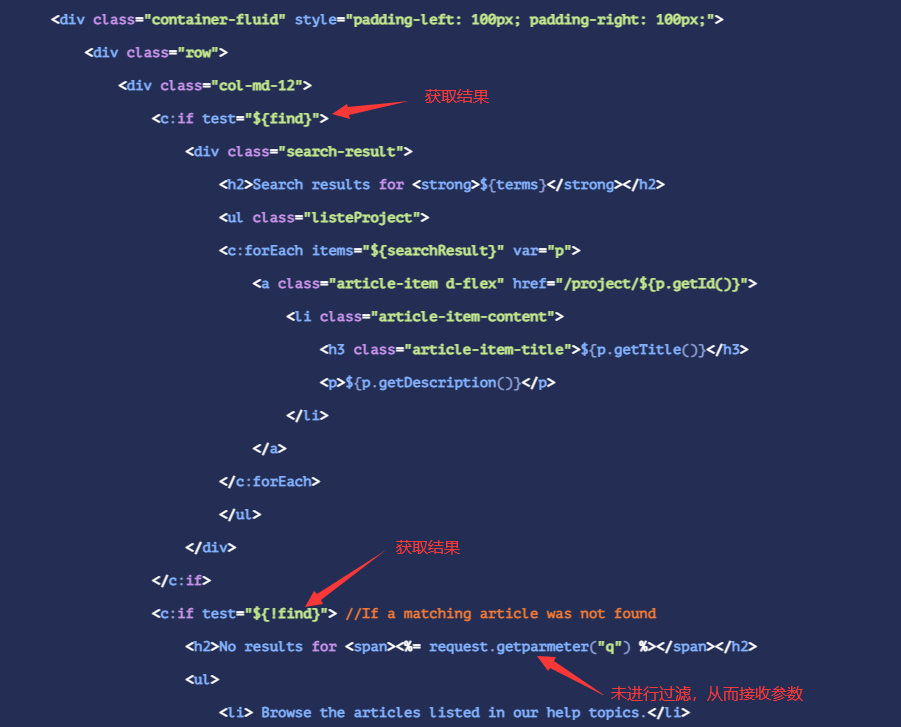 <div class="container-fluid" style="padding-left: 100px; padding-right: 100px;">
<div class="row">
<div class="col-md-12">
获取结果
<c:if test="${find}">
<div class="search-result">
<h2>Search results for <strong>${terms}</strong></h2>
<ul class="listeProject">
<c:forEach items="${searchResult}" var="p">
<a class="article-item d-flex" href="/project/${p.getId()}">
<li class="article-item-content">
<h3 class="article-item-title">${p.getTitle()}</h3>
<p>${p.getDescription()}</p>
</li>
</a>
</c:forEach>
</ul>
</div>
获取结果
</c:if>
<c:if test="${!find}"> //If a matching article was not found
<h2>No results for <span><%= request.getparmeter("q") %></span></h2>
<ul>
未进行过滤，从而接收参数
<li> Browse the articles listed in our help topics.</li>